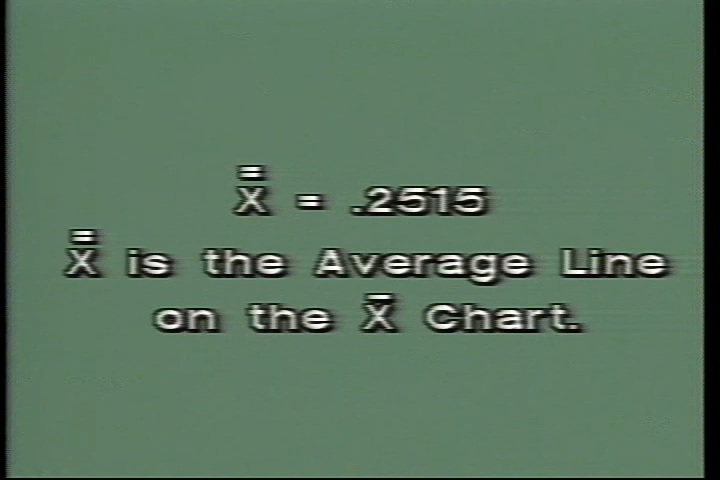 X̿ = .2515
X̿ is the Average Line
on the X̄ Chart.